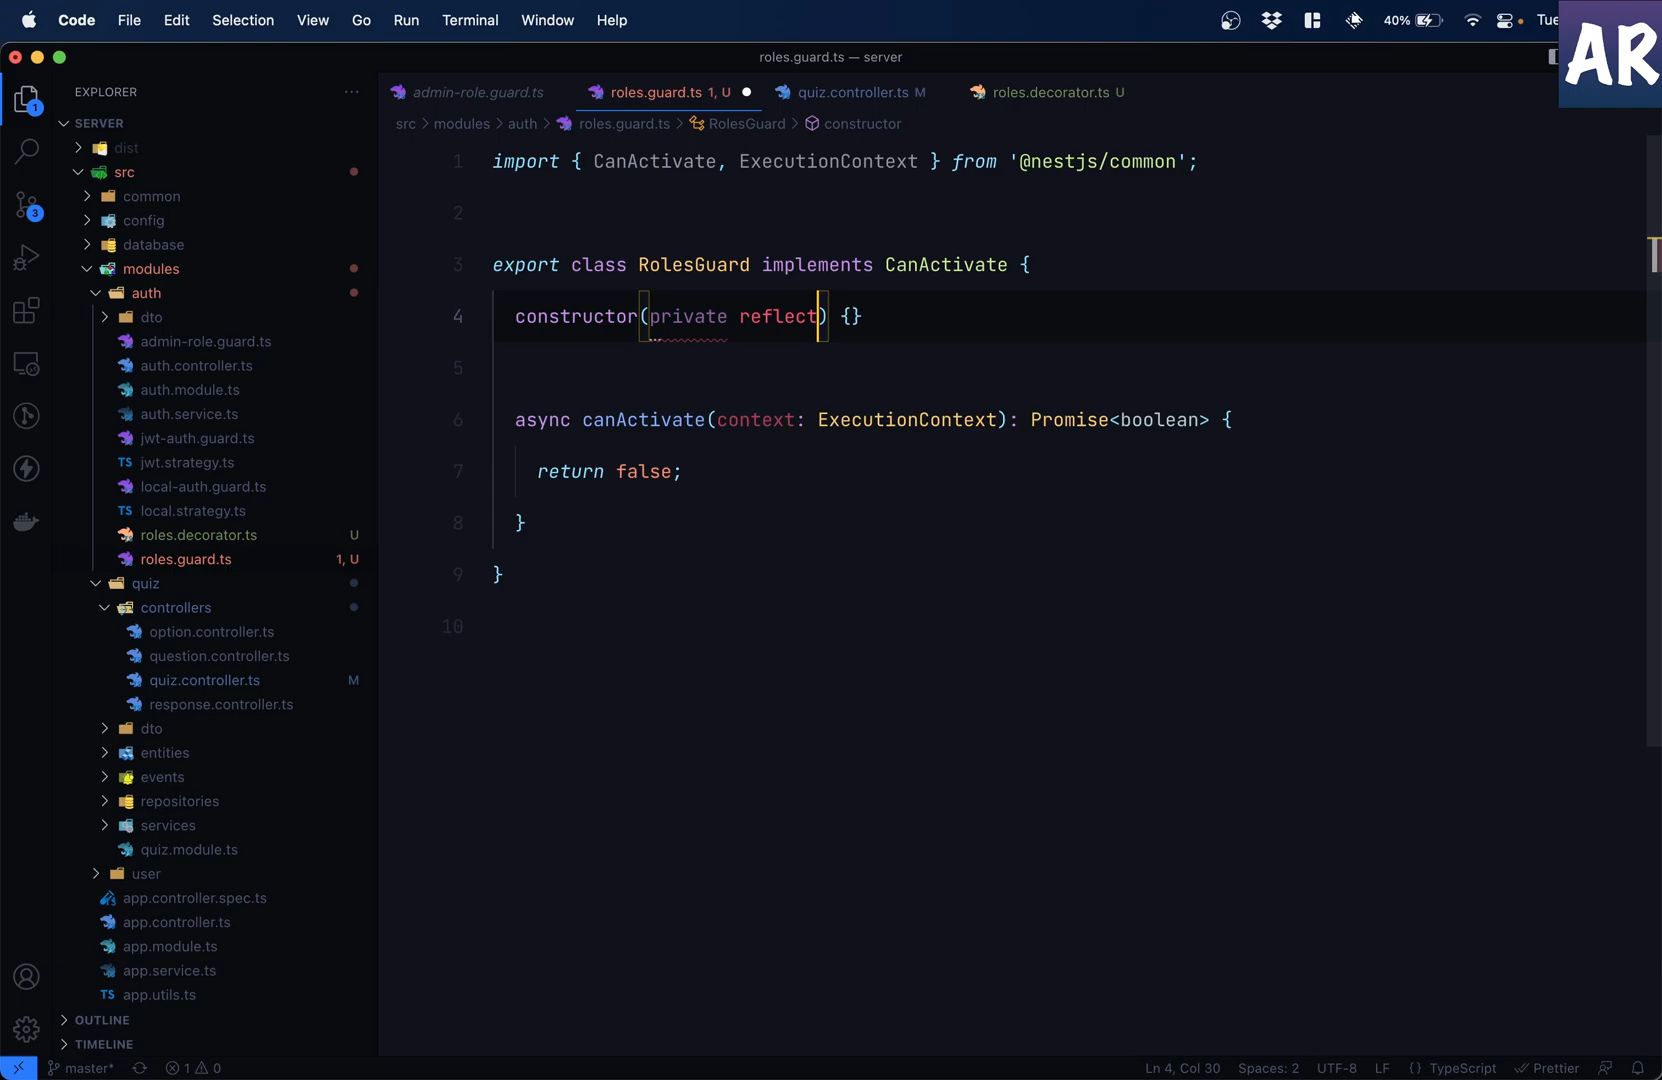 Code File Edit Selection View Go Run Terminal Window Help 40% Tue
AR
roles.guard.ts — server
EXPLORER
admin-role.guard.ts roles.guard.ts 1, U quiz.controller.ts M roles.decorator.ts U
src > modules > auth > roles.guard.ts > RolesGuard > constructor
SERVER
dist
src
common
config
database
modules
auth
dto
admin-role.guard.ts
auth.controller.ts
auth.module.ts
auth.service.ts
jwt-auth.guard.ts
jwt.strategy.ts
local-auth.guard.ts
local.strategy.ts
roles.decorator.ts U
roles.guard.ts 1, U
quiz
controllers
option.controller.ts
question.controller.ts
quiz.controller.ts M
response.controller.ts
dto
entities
events
repositories
services
quiz.module.ts
user
app.controller.spec.ts
app.controller.ts
app.module.ts
app.service.ts
TS app.utils.ts
OUTLINE
TIMELINE
1 import { CanActivate, ExecutionContext } from '@nestjs/common';
2
3 export class RolesGuard implements CanActivate {
4 constructor(private reflect) {}
5
6 async canActivate(context: ExecutionContext): Promise<boolean> {
7 return false;
8 }
9 }
10
1
3
master* 1 0 Ln 4, Col 30 Spaces: 2 UTF-8 LF {} TypeScript Prettier